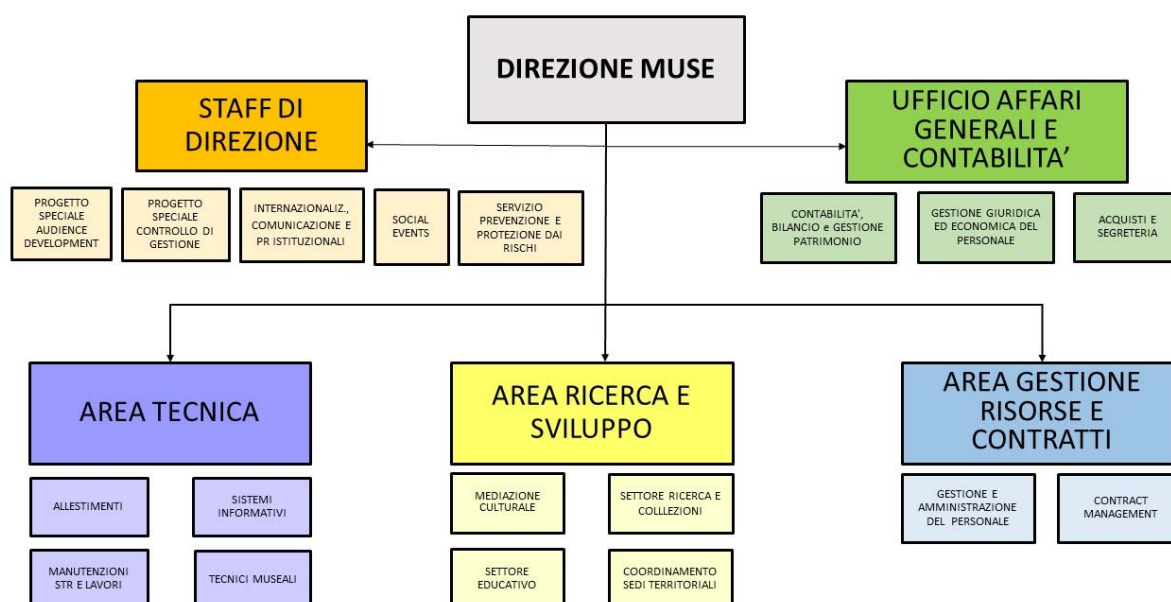 DIREZIONE MUSE
STAFF DI
DIREZIONE
UFFICIO AFFARI
GENERALI E
CONTABILITA'
PROGETTO
SPECIALE
AUDIENCE
DEVELOPMENT
PROGETTO
SPECIALE
CONTROLLO DI
GESTIONE
INTERNAZIONALIZ.,
COMUNICAZIONE E
PR ISTITUZIONALI
SOCIAL
EVENTS
SERVIZIO
PREVENZIONE E
PROTEZIONE DAI
RISCHI
CONTABILITA',
BILANCIO e GESTIONE
PATRIMONIO
GESTIONE GIURIDICA
ED ECONOMICA DEL
PERSONALE
ACQUISTI E
SEGRETERIA
AREA TECNICA
AREA RICERCA E
SVILUPPO
AREA GESTIONE
RISORSE E
CONTRATTI
ALLESTIMENTI
SISTEMI
INFORMATIVI
MANUTENZIONI
STR E LAVORI
TECNICI MUSEALI
MEDIAZIONE
CULTURALE
SETTORE RICERCA E
COLLLEZIONI
SETTORE
EDUCATIVO
COORDINAMENTO
SEDI TERRITORIALI
GESTIONE E
AMMINISTRAZIONE
DEL PERSONALE
CONTRACT
MANAGEMENT